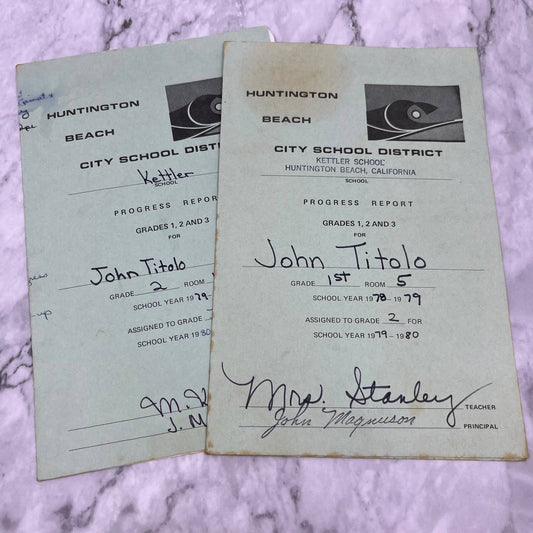 HUNTINGTON
BEACH
CITY SCHOOL DISTRI
Kettler
SCHOOL
PROGRESS REPORT
GRADES 1, 2 AND 3
FOR
John Titolo
GRADE 2 ROOM
SCHOOL YEAR 1979-
ASSIGNED TO GRADE
SCHOOL YEAR 1980
M.
J. M
-up
HUNTINGTON
BEACH
CITY SCHOOL DISTRICT
KETTLER SCHOOL
HUNTINGTON BEACH, CALIFORNIA
SCHOOL
PROGRESS REPORT
GRADES 1, 2 AND 3
FOR
John Titolo
GRADE 1st ROOM 5
SCHOOL YEAR 1978-1979
ASSIGNED TO GRADE 2 FOR
SCHOOL YEAR 1979-1980
Mrs. Stanley TEACHER
John Magnuson PRINCIPAL